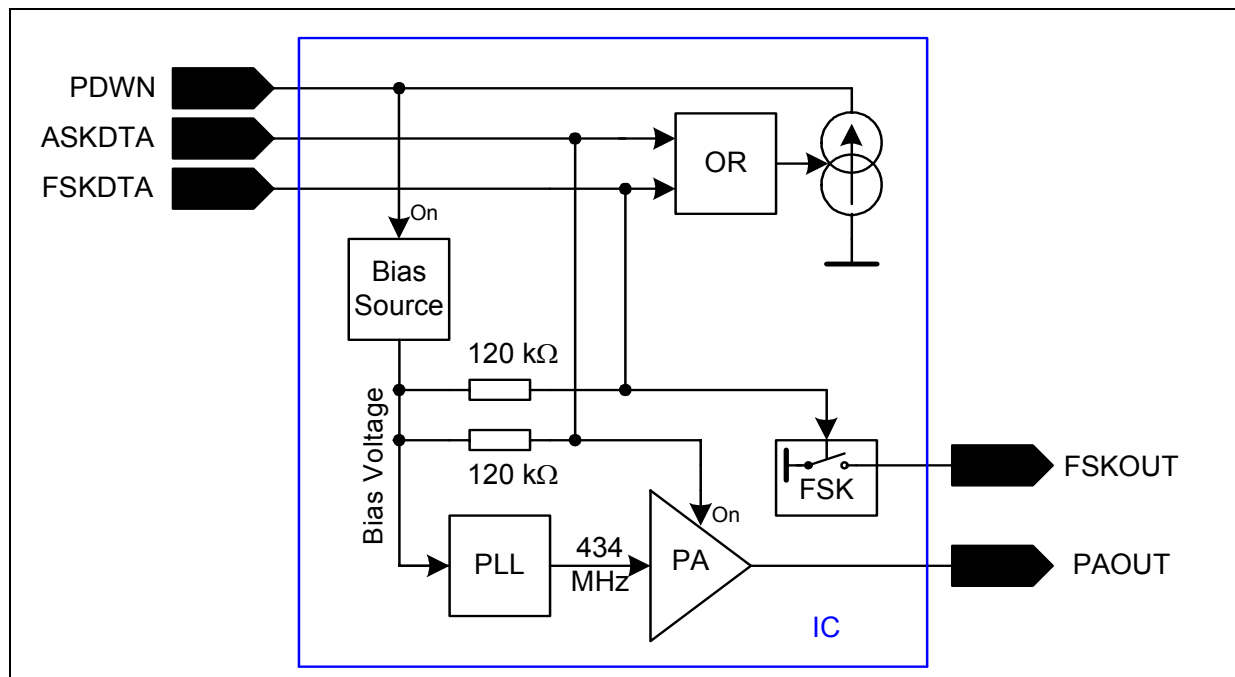 PDWN
ASKDTA
FSKDTA
OR
On
Bias
Source
120 kΩ
Bias Voltage
120 kΩ
FSK
FSKOUT
On
PLL
434
MHz
PA
PAOUT
IC